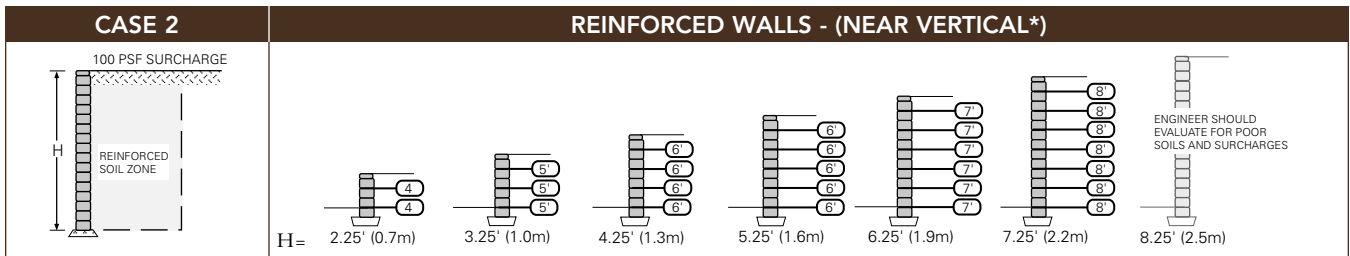 CASE 2
REINFORCED WALLS - (NEAR VERTICAL*)
100 PSF SURCHARGE
H
REINFORCED
SOIL ZONE
H=
4
4
2.25' (0.7m)
5'
5'
5'
3.25' (1.0m)
6'
6'
6'
6'
4.25' (1.3m)
6'
6'
6'
6'
6'
5.25' (1.6m)
7'
7'
7'
7'
7'
7'
6.25' (1.9m)
8'
8'
8'
8'
8'
8'
8'
7.25' (2.2m)
ENGINEER SHOULD
EVALUATE FOR POOR
SOILS AND SURCHARGES
8.25' (2.5m)